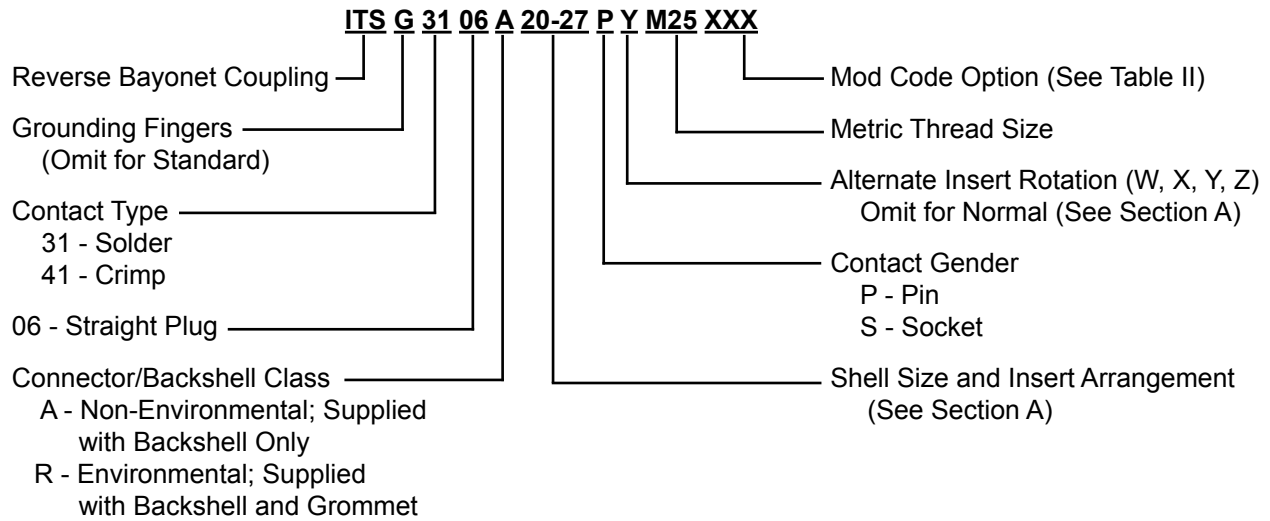 ITS G 31 06 A 20-27 P Y M25 XXX
Reverse Bayonet Coupling
Grounding Fingers
(Omit for Standard)
Contact Type
31 - Solder
41 - Crimp
06 - Straight Plug
Connector/Backshell Class
A - Non-Environmental; Supplied
with Backshell Only
R - Environmental; Supplied
with Backshell and Grommet
Mod Code Option (See Table II)
Metric Thread Size
Alternate Insert Rotation (W, X, Y, Z)
Omit for Normal (See Section A)
Contact Gender
P - Pin
S - Socket
Shell Size and Insert Arrangement
(See Section A)